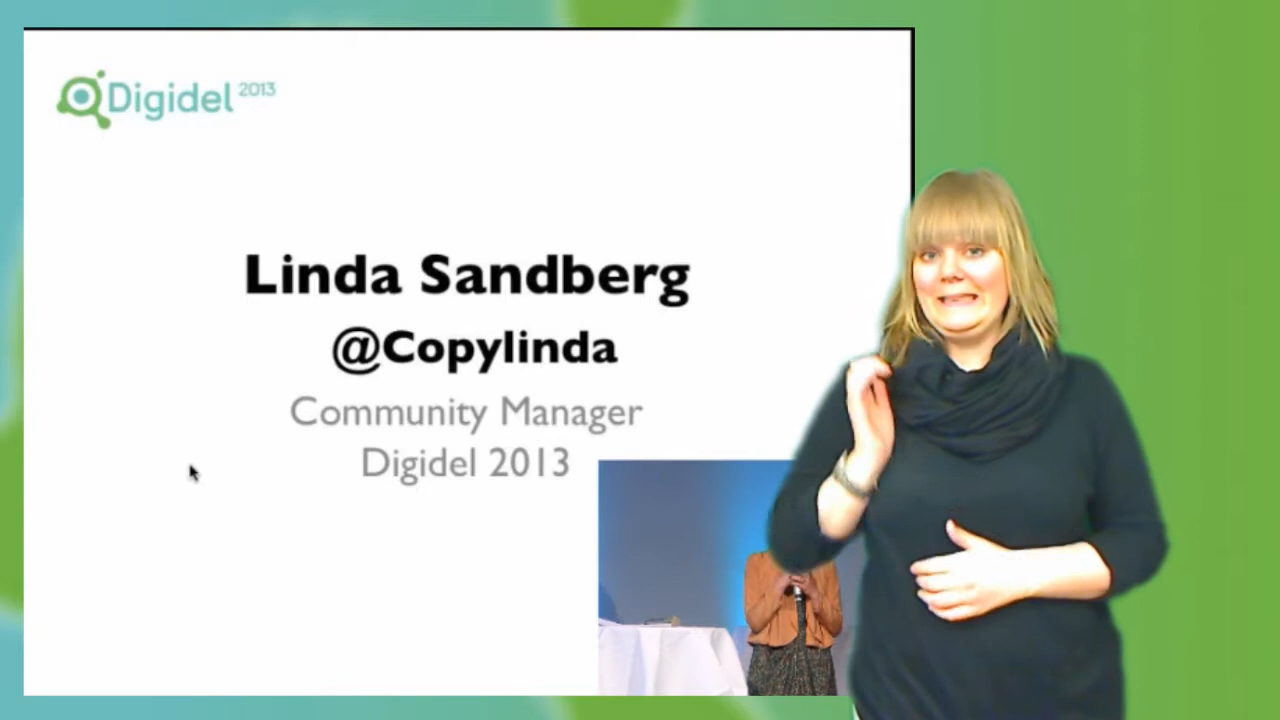 Digidel 2013
Linda Sandberg
@Copylinda
Community Manager
Digidel 2013